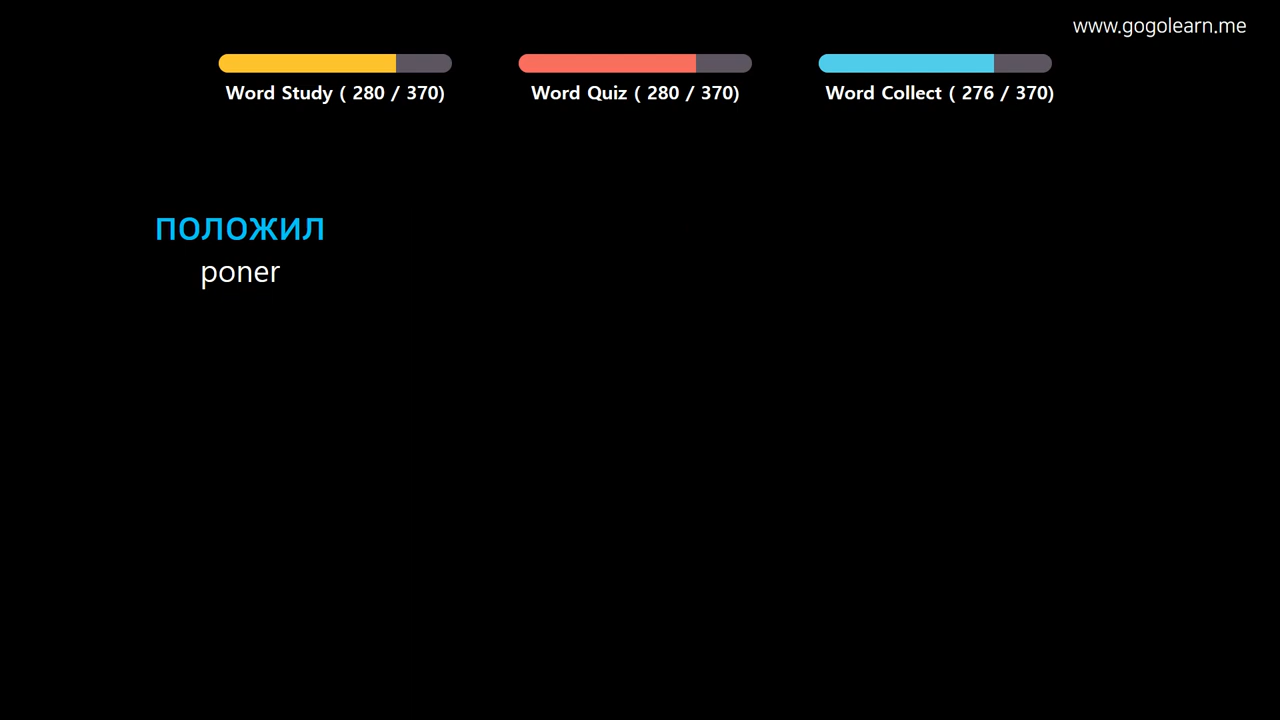 www.gogolearn.me
Word Study ( 280 / 370)
Word Quiz ( 280 / 370)
Word Collect ( 276 / 370)
положил
poner